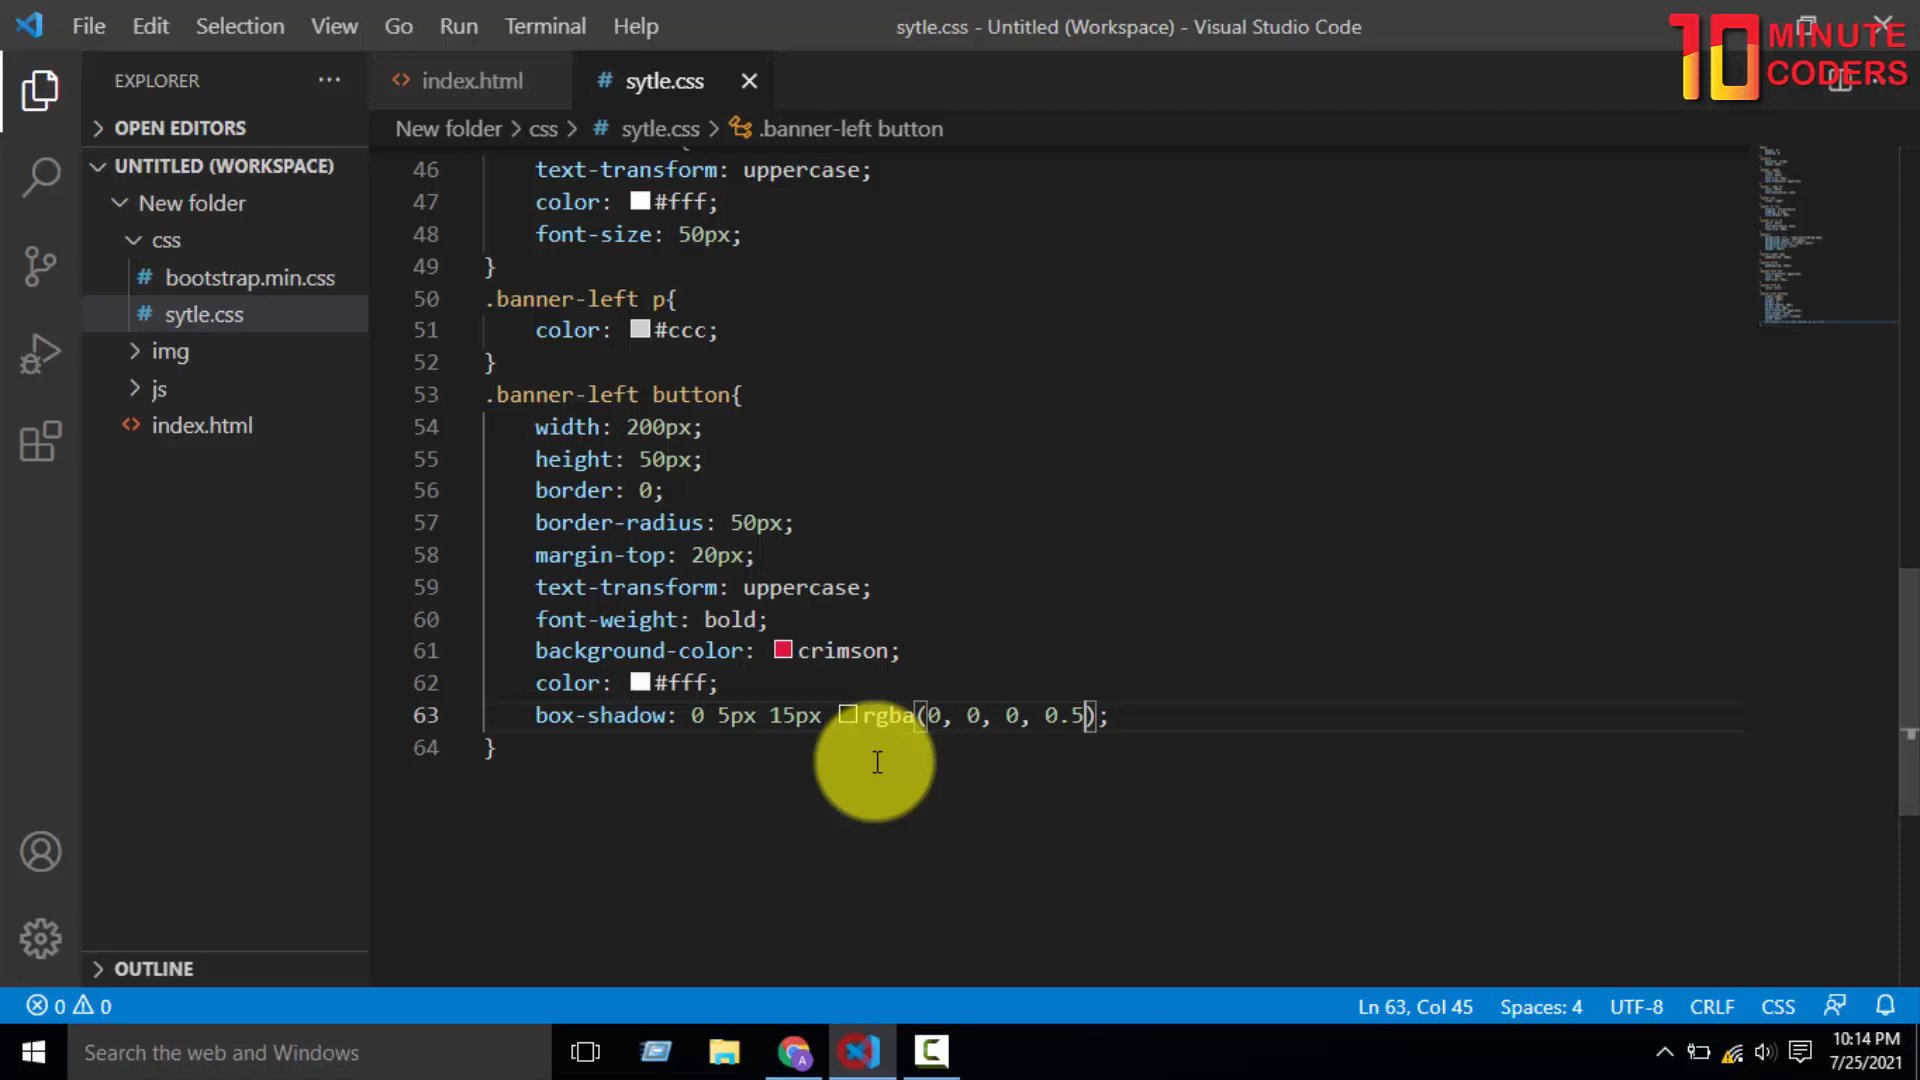 File Edit Selection View Go Run Terminal Help
sytle.css - Untitled (Workspace) - Visual Studio Code
10 MINUTE CODERS
EXPLORER
index.html
sytle.css
OPEN EDITORS
New folder > css > # sytle.css > .banner-left button
UNTITLED (WORKSPACE)
New folder
css
# bootstrap.min.css
# sytle.css
img
js
index.html
OUTLINE
46 text-transform: uppercase;
47 color: #fff;
48 font-size: 50px;
49 }
50 .banner-left p{
51 color: #ccc;
52 }
53 .banner-left button{
54 width: 200px;
55 height: 50px;
56 border: 0;
57 border-radius: 50px;
58 margin-top: 20px;
59 text-transform: uppercase;
60 font-weight: bold;
61 background-color: crimson;
62 color: #fff;
63 box-shadow: 0 5px 15px rgba(0, 0, 0, 0.5);
64 }
0 0
Ln 63, Col 45 Spaces: 4 UTF-8 CRLF CSS
Search the web and Windows
10:14 PM
7/25/2021